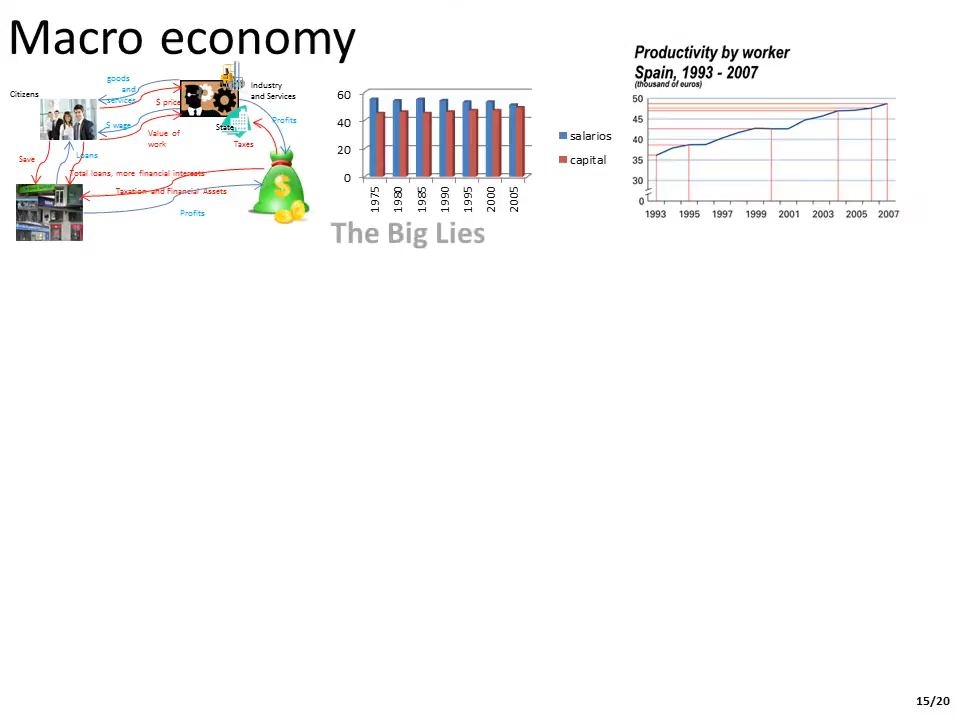 Macro economy
goods
and
services
Citizens
$ price
Industry
and Services
State
Profits
$ wage
Value of
work
Taxes
Save
Loans
Total loans, more financial interests
Taxation and Financial Assets
Profits
60
40
20
0
1975
1980
1985
1990
1995
2000
2005
salarios
capital
The Big Lies
Productivity by worker
Spain, 1993 - 2007
(thousand of euros)
50
45
40
35
30
0
1993 1995 1997 1999 2001 2003 2005 2007
15/20